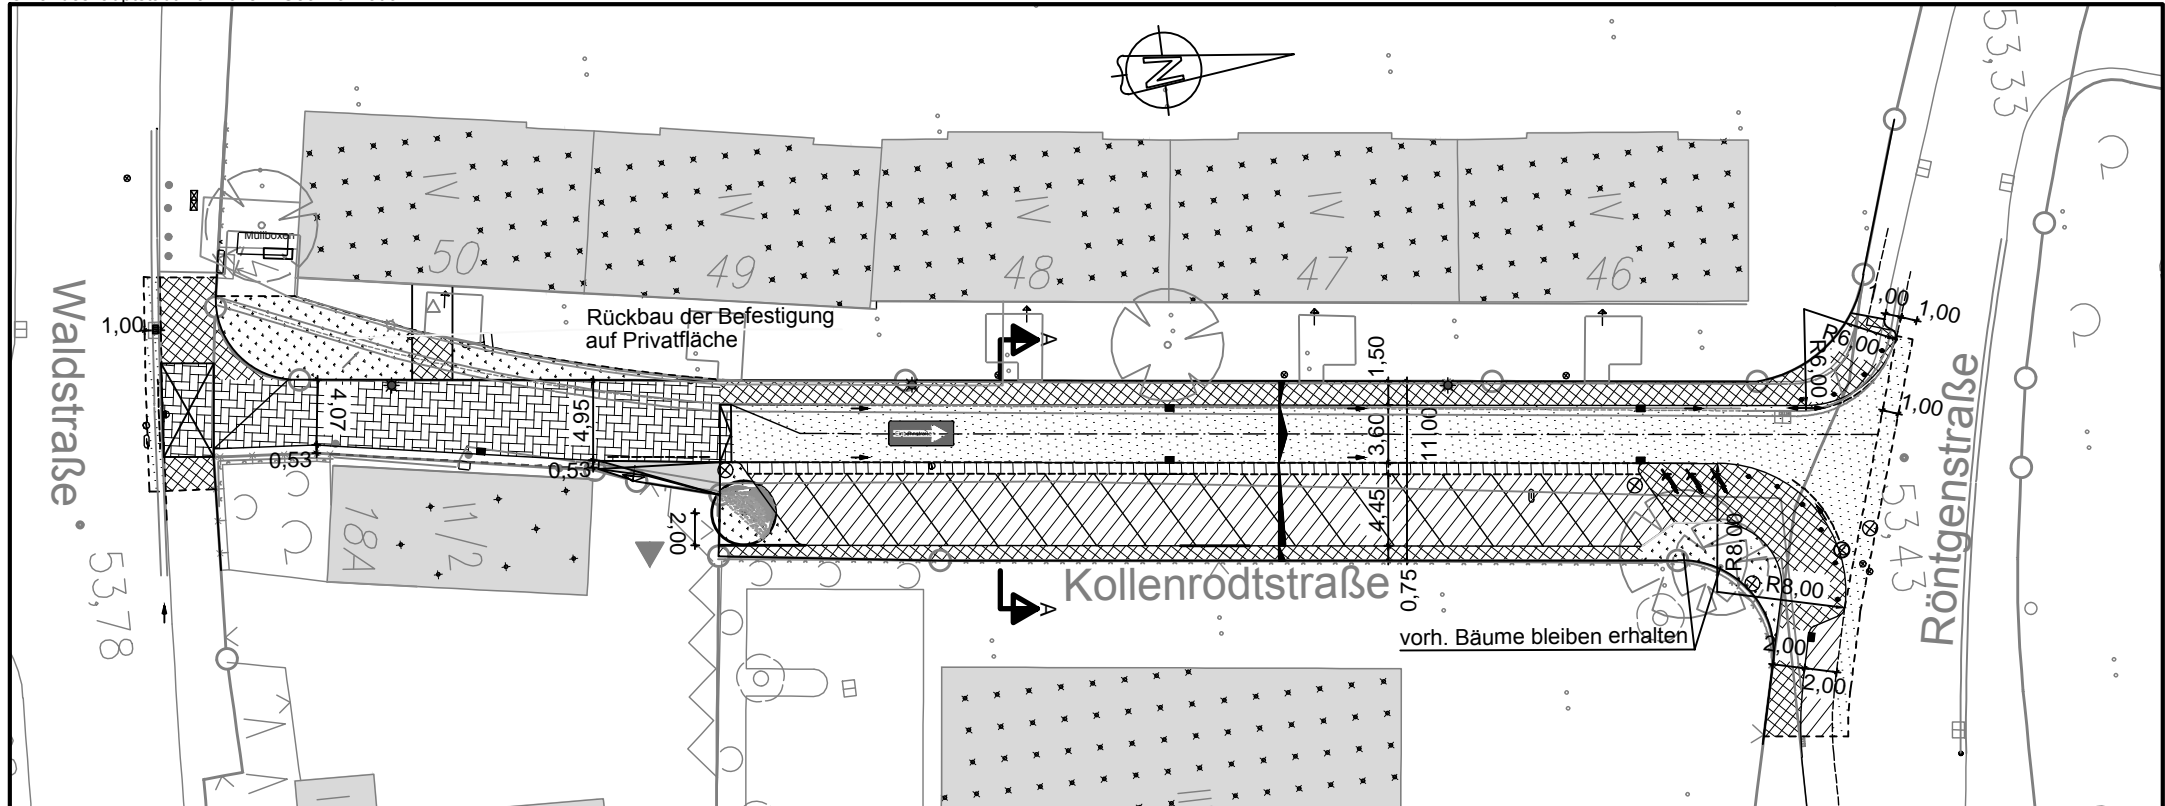 N
53,33
IV
IV
IV
IV
IV
50
49
48
47
46
Müllboxen
Waldstraße
53,78
1,00
Rückbau der Befestigung
auf Privatfläche
A
4,07
4,95
0,53
0,53
1,50
3,60
11,00
4,45
0,75
2,00
R6,00
R6,00
1,00
1,00
1,00
Röntgenstraße
53,43
18A
II1/2
Kollenrodtstraße
A
R8,00
R8,00
vorh. Bäume bleiben erhalten
2,00
2,00
IV
II
III